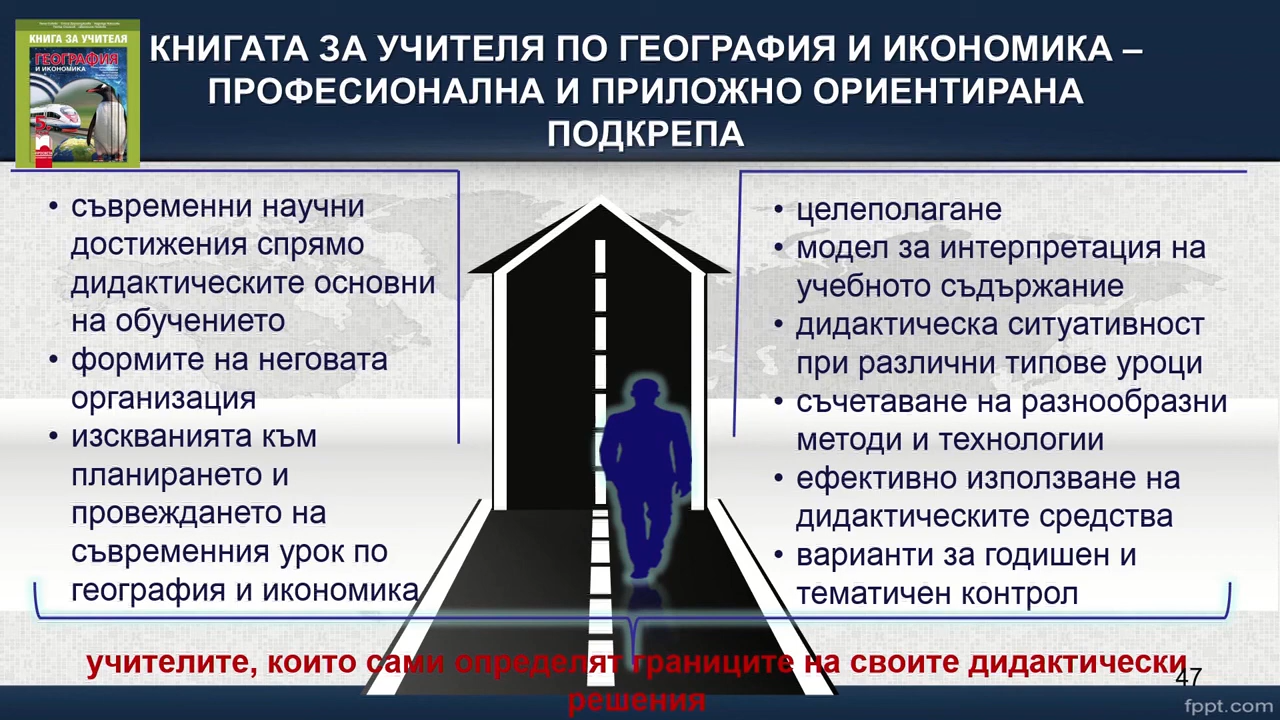 КНИГА ЗА УЧИТЕЛЯ
ГЕОГРАФИЯ
И ИКОНОМИКА
5.
КНИГАТА ЗА УЧИТЕЛЯ ПО ГЕОГРАФИЯ И ИКОНОМИКА –
ПРОФЕСИОНАЛНА И ПРИЛОЖНО ОРИЕНТИРАНА
ПОДКРЕПА
• съвременни научни
достижения спрямо
дидактическите основни
на обучението
• формите на неговата
организация
• изскванията към
планирането и
провеждането на
съвременния урок по
география и икономика
• целеполагане
• модел за интерпретация на
учебното съдържание
• дидактическа ситуативност
при различни типове уроци
• съчетаване на разнообразни
методи и технологии
• ефективно използване на
дидактическите средства
• варианти за годишен и
тематичен контрол
учителите, които сами определят границите на своите дидактически
решения
47
fppt.com